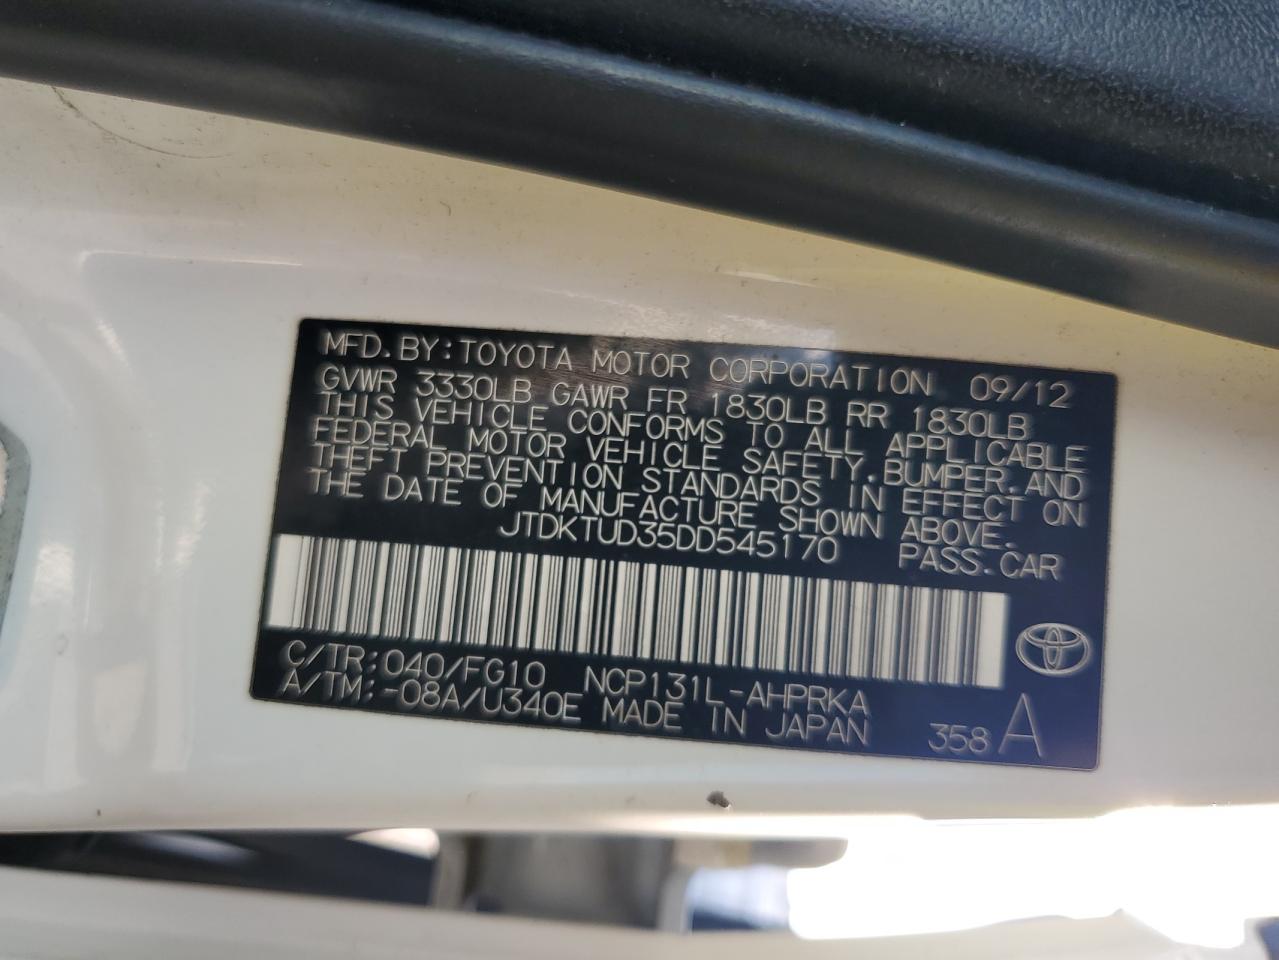 MFD.BY:TOYOTA MOTOR CORPORATION 09/12
GVWR 3330LB GAWR FR 1830LB RR 1830LB
THIS VEHICLE CONFORMS TO ALL APPLICABLE
FEDERAL MOTOR VEHICLE SAFETY,BUMPER,AND
THEFT PREVENTION STANDARDS IN EFFECT ON
THE DATE OF MANUFACTURE SHOWN ABOVE.
JTDKTUD35DD545170 PASS.CAR
C/TR:040/FG10 NCP131L-AHPRKA
A/TM:-08A/U340E MADE IN JAPAN 358 A